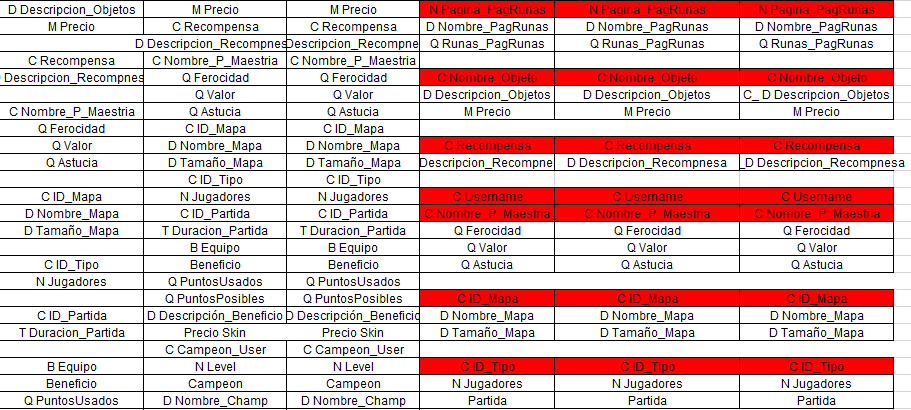 D Descripcion_Objetos M Precio M Precio N Pagina_PagRunas N Pagina_PagRunas N Pagina_PagRunas
M Precio C Recompensa C Recompensa D Nombre_PagRunas D Nombre_PagRunas D Nombre_PagRunas
D Descripcion_Recompnes Descripcion_Recompne Q Runas_PagRunas Q Runas_PagRunas Q Runas_PagRunas
C Recompensa C Nombre_P_Maestria C Nombre_P_Maestria
Descripcion_Recompnes Q Ferocidad Q Ferocidad C Nombre_Objeto C Nombre_Objeto C Nombre_Objeto
Q Valor Q Valor D Descripcion_Objetos D Descripcion_Objetos C_ D Descripcion_Objetos
C Nombre_P_Maestria Q Astucia Q Astucia M Precio M Precio M Precio
Q Ferocidad C ID_Mapa C ID_Mapa
Q Valor D Nombre_Mapa D Nombre_Mapa C Recompensa C Recompensa C Recompensa
Q Astucia D Tamaño_Mapa D Tamaño_Mapa Descripcion_Recompne D Descripcion_Recompnesa _D Descripcion_Recompnesa
C ID_Tipo C ID_Tipo
C ID_Mapa N Jugadores N Jugadores C Username C Username C Username
D Nombre_Mapa C ID_Partida C ID_Partida C Nombre_P_Maestria C Nombre_P_Maestria C Nombre_P_Maestria
D Tamaño_Mapa T Duracion_Partida T Duracion_Partida Q Ferocidad Q Ferocidad Q Ferocidad
B Equipo B Equipo Q Valor Q Valor Q Valor
C ID_Tipo Beneficio Beneficio Q Astucia Q Astucia Q Astucia
N Jugadores Q PuntosUsados Q PuntosUsados
Q PuntosPosibles Q PuntosPosibles C ID_Mapa C ID_Mapa C ID_Mapa
C ID_Partida D Descripción_Beneficio D Descripción_Beneficio D Nombre_Mapa D Nombre_Mapa D Nombre_Mapa
T Duracion_Partida Precio Skin Precio Skin D Tamaño_Mapa D Tamaño_Mapa D Tamaño_Mapa
C Campeon_User C Campeon_User
B Equipo N Level N Level C ID_Tipo C ID_Tipo C ID_Tipo
Beneficio Campeon Campeon N Jugadores N Jugadores N Jugadores
Q PuntosUsados D Nombre_Champ D Nombre_Champ Partida Partida Partida